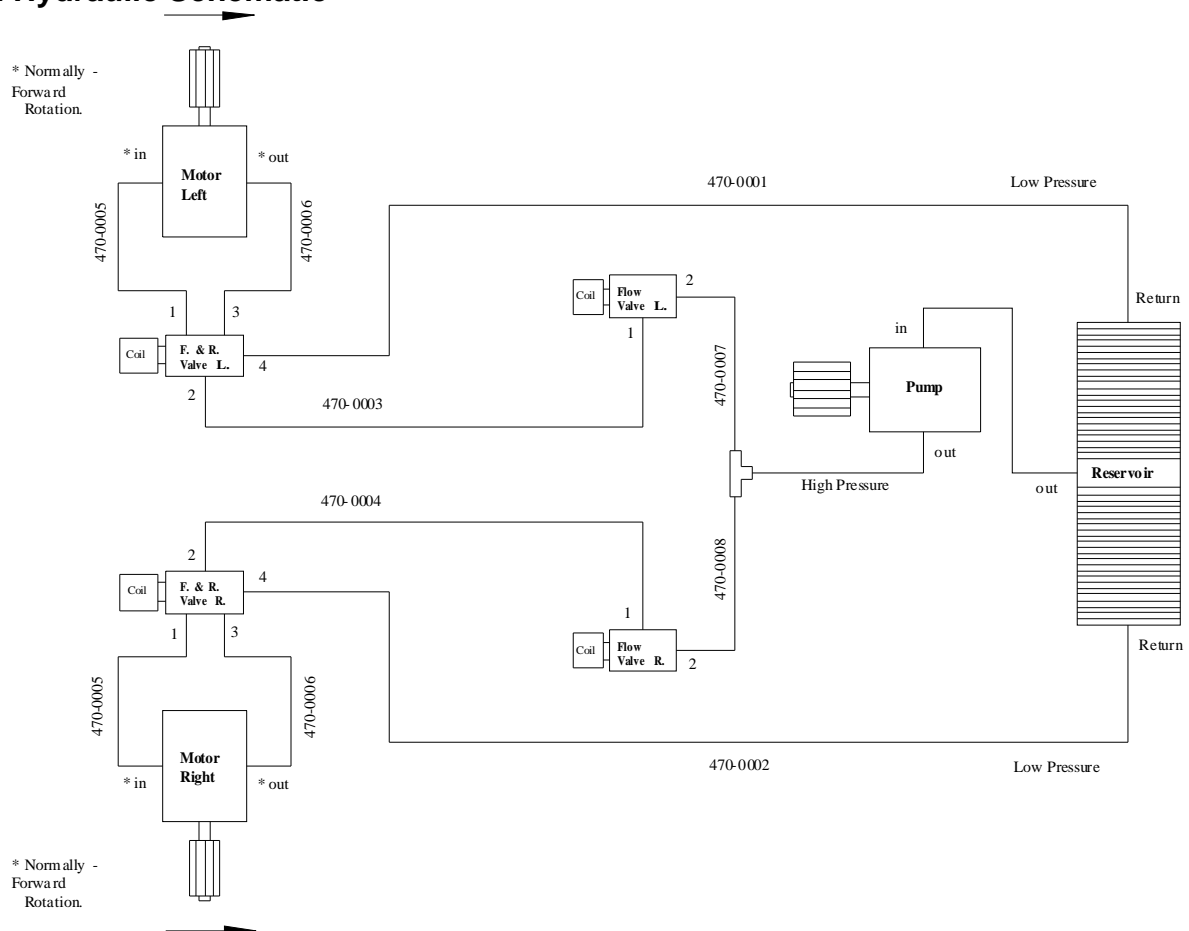 Hydraulic Schematic
* Normally -
Forward
Rotation.
* in
* out
Motor
Left
470-0005
470-0006
1
3
Coil
F. & R.
Valve L.
4
2
470-0003
470-0001
Low Pressure
Coil
Flow
Valve L.
2
1
470-0007
in
Pump
out
High Pressure
Return
Reservoir
out
470-0004
2
4
Coil
F. & R.
Valve R.
1
3
470-0008
1
Coil
Flow
Valve R.
2
Return
470-0005
470-0006
Motor
Right
* in
* out
470-0002
Low Pressure
* Normally -
Forward
Rotation.